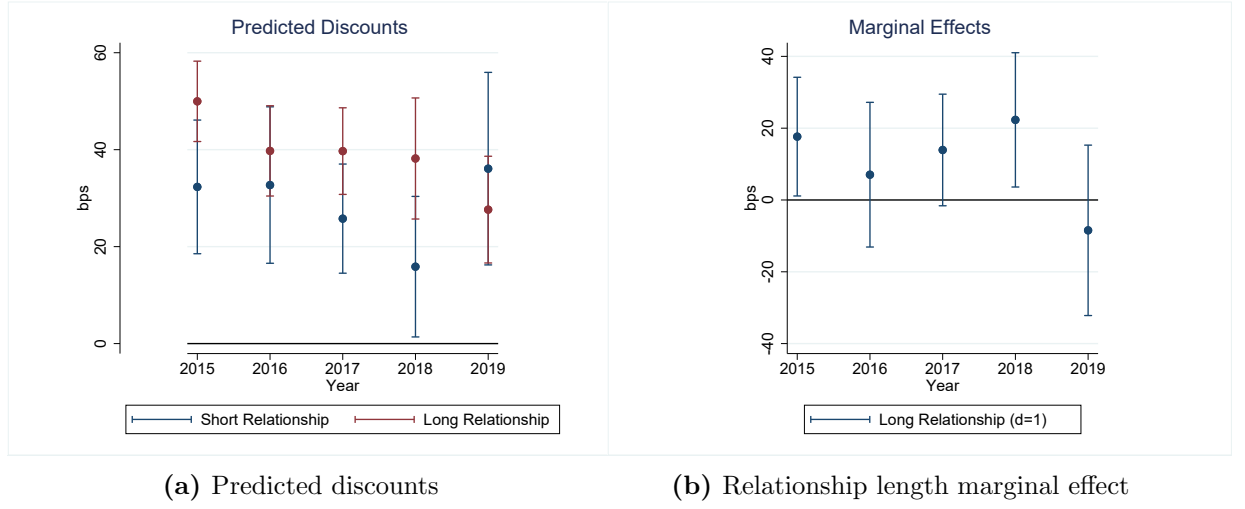 Predicted Discounts
60
40
20
0
bps
2015 2016 2017 2018 2019
Year
Short Relationship Long Relationship
Marginal Effects
40
20
0
-20
-40
bps
2015 2016 2017 2018 2019
Year
Long Relationship (d=1)
(a) Predicted discounts
(b) Relationship length marginal effect